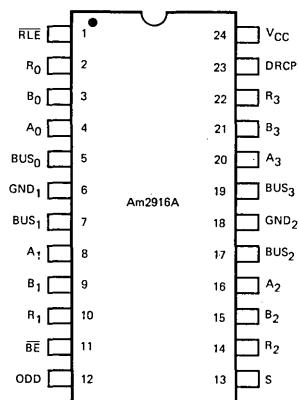 R̅L̅E̅ 1 24 VCC
R0 2 23 DRCP
B0 3 22 R3
A0 4 21 B3
BUS0 5 20 A3
GND1 6 19 BUS3
Am2916A
BUS1 7 18 GND2
A1 8 17 BUS2
B1 9 16 A2
R1 10 15 B2
B̅E̅ 11 14 R2
ODD 12 13 S